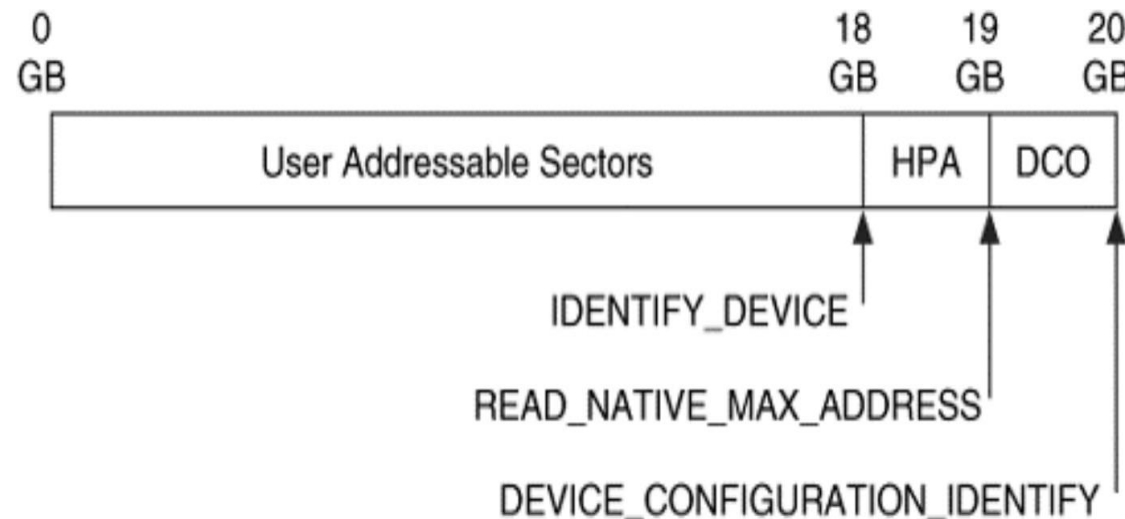 0 18 19 20
GB GB GB GB
User Addressable Sectors HPA DCO
IDENTIFY_DEVICE
READ_NATIVE_MAX_ADDRESS
DEVICE_CONFIGURATION_IDENTIFY